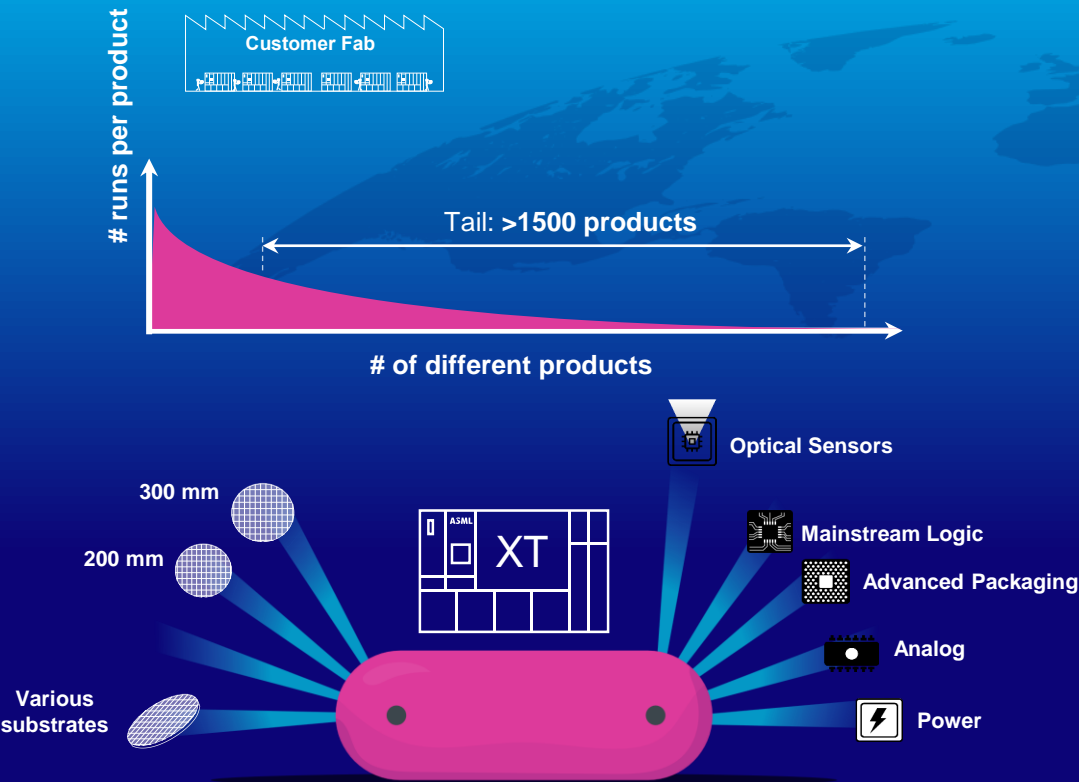 Customer Fab
# runs per product
Tail: >1500 products
# of different products
Optical Sensors
300 mm
ASML
XT
Mainstream Logic
200 mm
Advanced Packaging
Analog
Various
substrates
Power